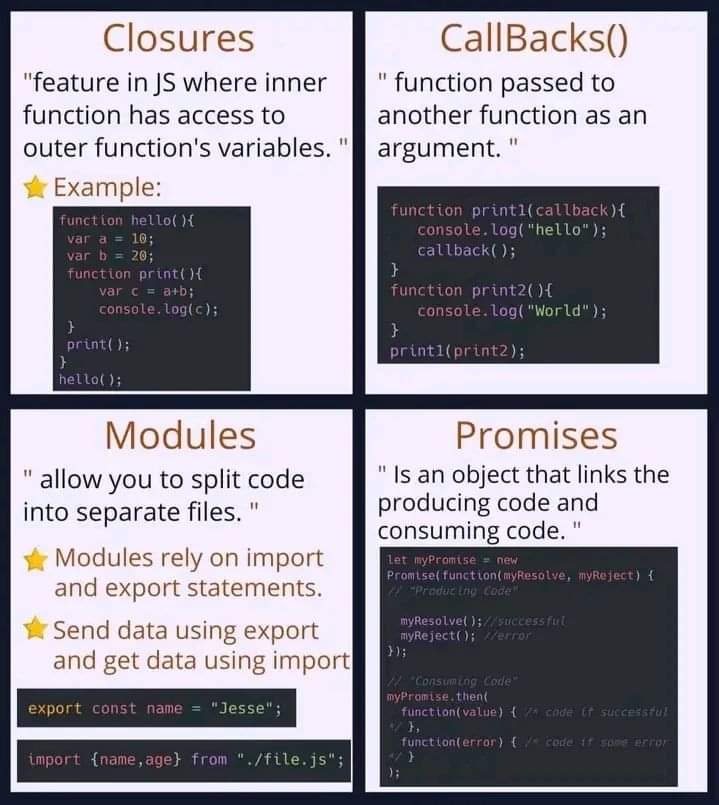 Closures
"feature in JS where inner
function has access to
outer function's variables. "
Example:
function hello(){
var a = 10;
var b = 20;
function print(){
var c = a+b;
console.log(c);
}
print();
}
hello();
CallBacks()
" function passed to
another function as an
argument. "
function print1(callback){
console.log("hello");
callback();
}
function print2(){
console.log("World");
}
print1(print2);
Modules
" allow you to split code
into separate files. "
Modules rely on import
and export statements.
Send data using export
and get data using import
export const name = "Jesse";
import {name,age} from "./file.js";
Promises
" Is an object that links the
producing code and
consuming code. "
let myPromise = new
Promise(function(myResolve, myReject) {
// "Producing Code"
myResolve();//successful
myReject(); //error
});
// "Consuming Code"
myPromise.then(
function(value) { /* code if successful
*/ },
function(error) { /* code if some error
*/ }
);